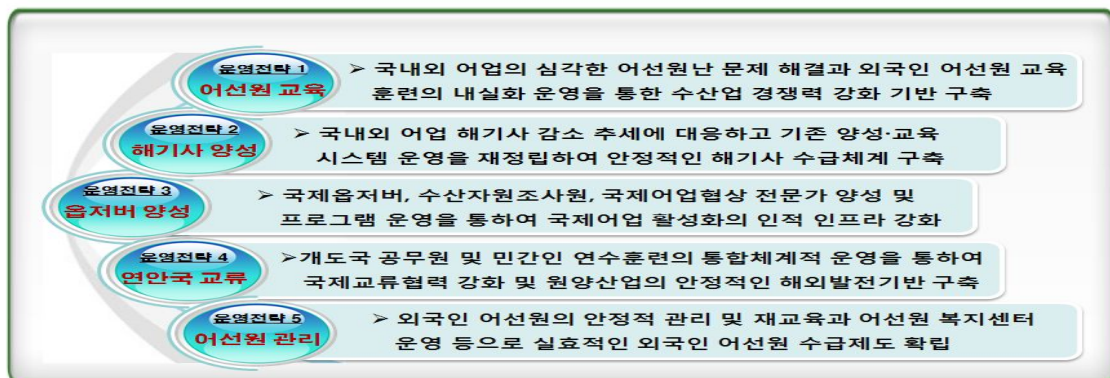 운영전략 1
어선원 교육
➢ 국내외 어업의 심각한 어선원난 문제 해결과 외국인 어선원 교육
훈련의 내실화 운영을 통한 수산업 경쟁력 강화 기반 구축
운영전략 2
해기사 양성
➢ 국내외 어업 해기사 감소 추세에 대응하고 기존 양성·교육
시스템 운영을 재정립하여 안정적인 해기사 수급체계 구축
운영전략 3
옵저버 양성
➢ 국제옵저버, 수산자원조사원, 국제어업협상 전문가 양성 및
프로그램 운영을 통하여 국제어업 활성화의 인적 인프라 강화
운영전략 4
연안국 교류
➢개도국 공무원 및 민간인 연수훈련의 통합체계적 운영을 통하여
국제교류협력 강화 및 원양산업의 안정적인 해외발전기반 구축
운영전략 5
어선원 관리
➢ 외국인 어선원의 안정적 관리 및 재교육과 어선원 복지센터
운영 등으로 실효적인 외국인 어선원 수급제도 확립